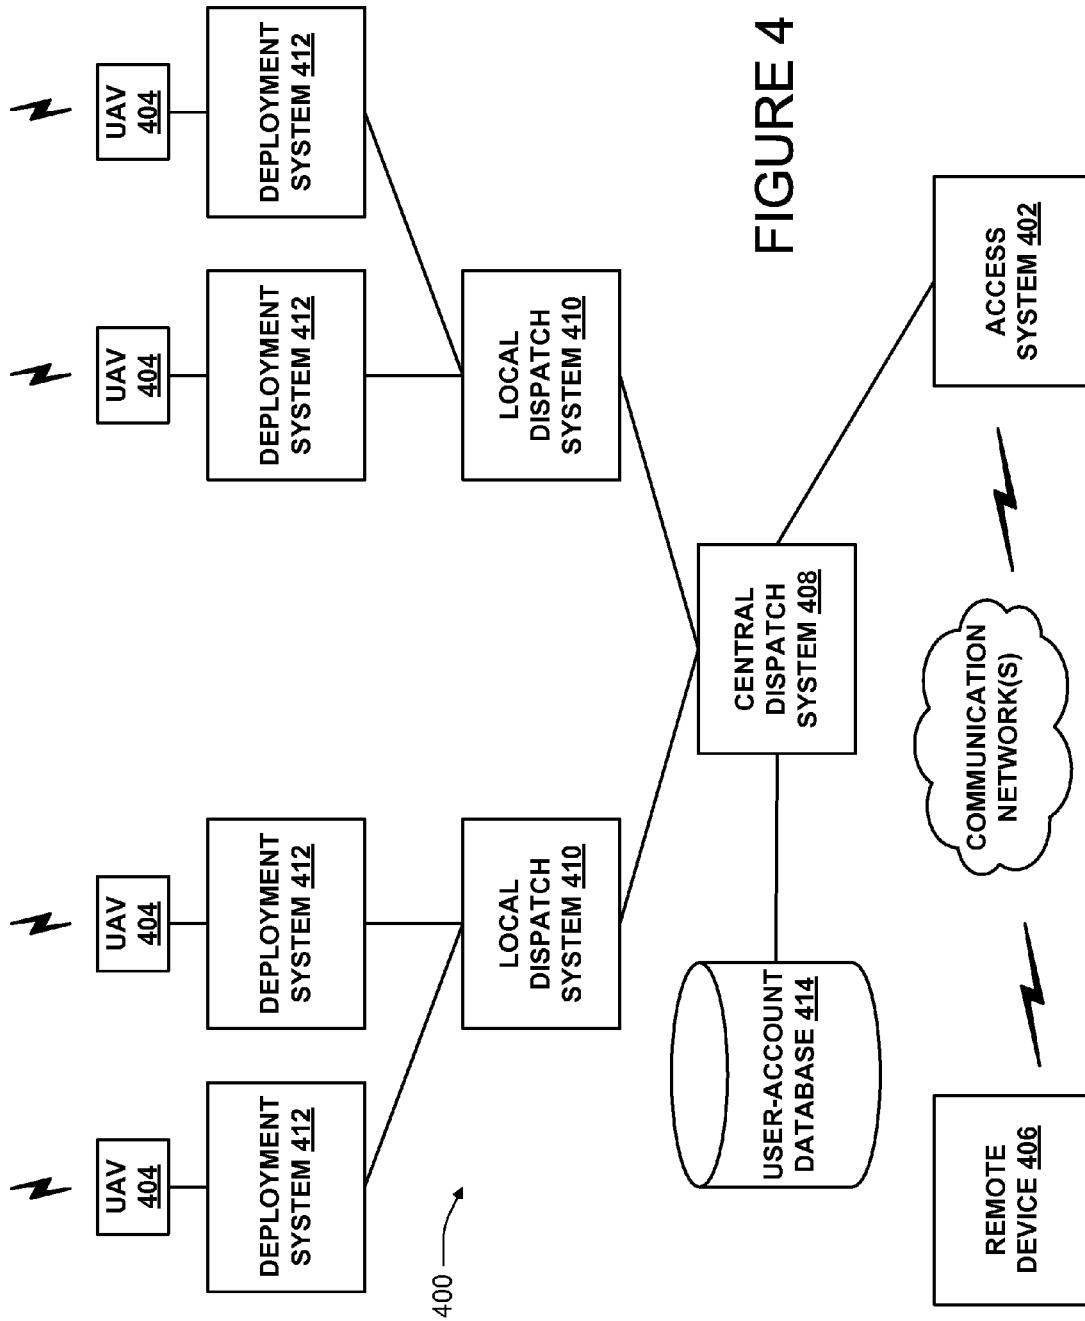 UAV
404
UAV
404
UAV
404
UAV
404
DEPLOYMENT
SYSTEM 412
DEPLOYMENT
SYSTEM 412
DEPLOYMENT
SYSTEM 412
DEPLOYMENT
SYSTEM 412
400
LOCAL
DISPATCH
SYSTEM 410
LOCAL
DISPATCH
SYSTEM 410
USER-ACCOUNT
DATABASE 414
CENTRAL
DISPATCH
SYSTEM 408
FIGURE 4
REMOTE
DEVICE 406
COMMUNICATION
NETWORK(S)
ACCESS
SYSTEM 402